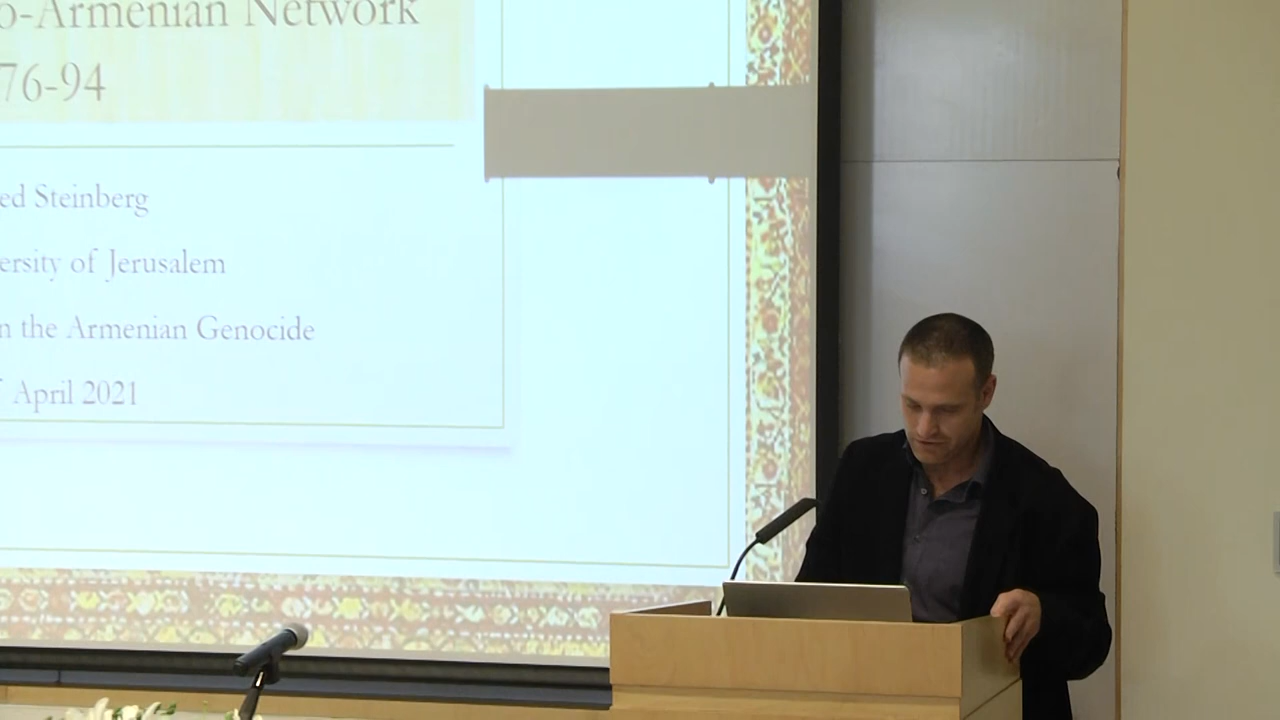 o-Armenian Network
76-94
ed Steinberg
ersity of Jerusalem
n the Armenian Genocide
April 2021